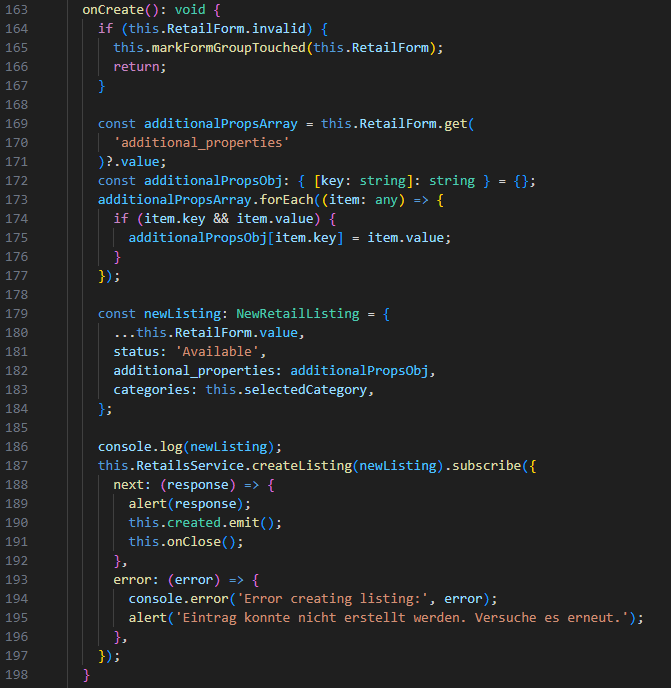 163 onCreate(): void {
164 if (this.RetailForm.invalid) {
165 this.markFormGroupTouched(this.RetailForm);
166 return;
167 }
168
169 const additionalPropsArray = this.RetailForm.get(
170 'additional_properties'
171 )?.value;
172 const additionalPropsObj: { [key: string]: string } = {};
173 additionalPropsArray.forEach((item: any) => {
174 if (item.key && item.value) {
175 additionalPropsObj[item.key] = item.value;
176 }
177 });
178
179 const newListing: NewRetailListing = {
180 ...this.RetailForm.value,
181 status: 'Available',
182 additional_properties: additionalPropsObj,
183 categories: this.selectedCategory,
184 };
185
186 console.log(newListing);
187 this.RetailsService.createListing(newListing).subscribe({
188 next: (response) => {
189 alert(response);
190 this.created.emit();
191 this.onClose();
192 },
193 error: (error) => {
194 console.error('Error creating listing:', error);
195 alert('Eintrag konnte nicht erstellt werden. Versuche es erneut.');
196 },
197 });
198 }